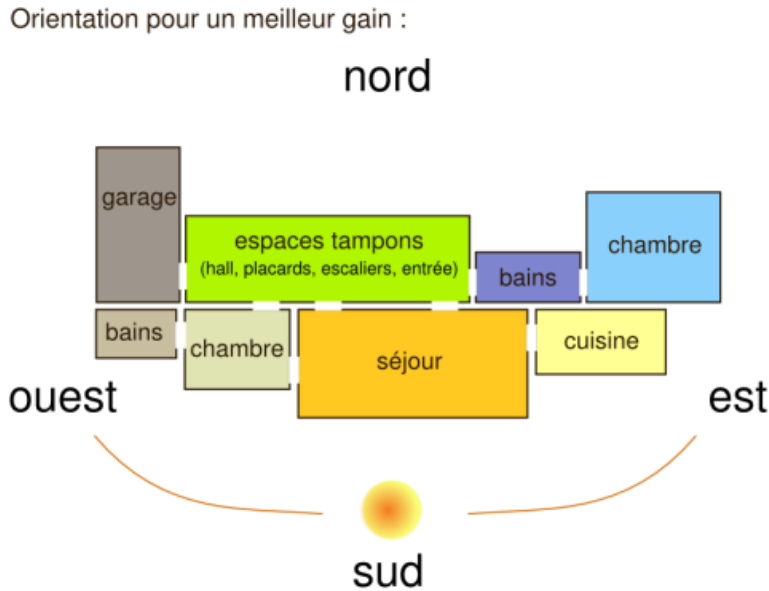 Orientation pour un meilleur gain :
nord
garage
espaces tampons
(hall, placards, escaliers, entrée)
chambre
bains
bains
chambre
séjour
cuisine
ouest
est
sud